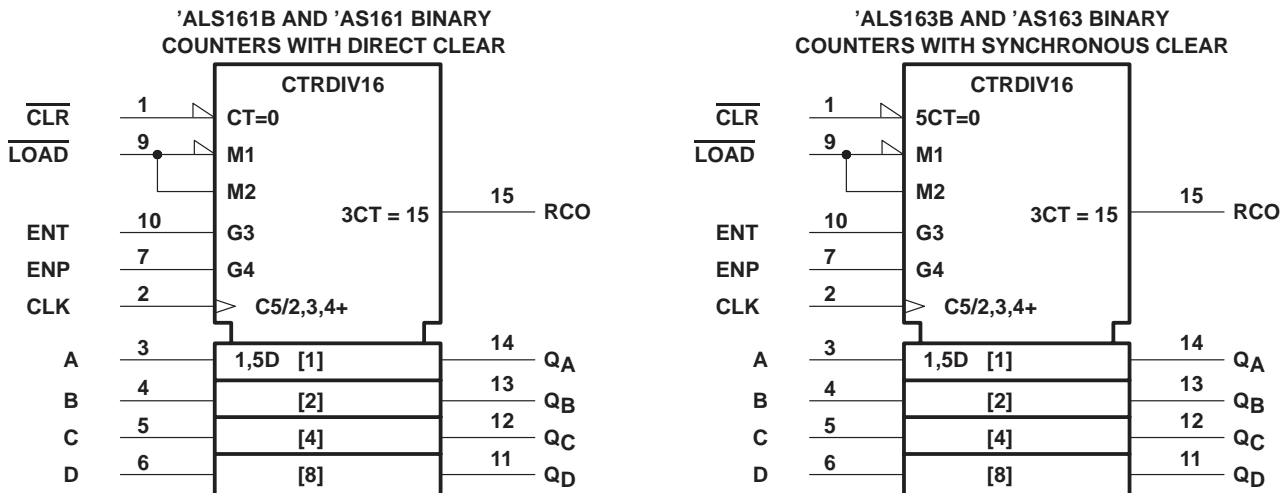 'ALS161B AND 'AS161 BINARY
COUNTERS WITH DIRECT CLEAR
CTRDIV16
CLR
1
CT=0
LOAD
9
M1
M2
3CT = 15
15
RCO
ENT
10
G3
ENP
7
G4
CLK
2
C5/2,3,4+
A
3
1,5D [1]
14
QA
B
4
[2]
13
QB
C
5
[4]
12
QC
D
6
[8]
11
QD
'ALS163B AND 'AS163 BINARY
COUNTERS WITH SYNCHRONOUS CLEAR
CTRDIV16
CLR
1
5CT=0
LOAD
9
M1
M2
3CT = 15
15
RCO
ENT
10
G3
ENP
7
G4
CLK
2
C5/2,3,4+
A
3
1,5D [1]
14
QA
B
4
[2]
13
QB
C
5
[4]
12
QC
D
6
[8]
11
QD